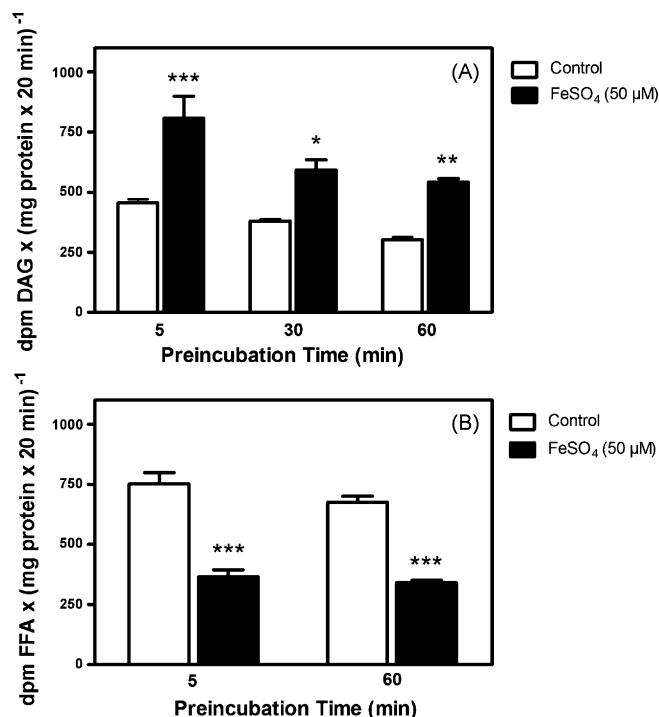 dpm DAG x (mg protein x 20 min)⁻¹
1000
750
500
250
0
(A)
***
*
**
5 30 60
Preincubation Time (min)
Control
FeSO₄ (50 µM)
dpm FFA x (mg protein x 20 min)⁻¹
1000
750
500
250
0
(B)
***
***
5 60
Preincubation Time (min)
Control
FeSO₄ (50 µM)